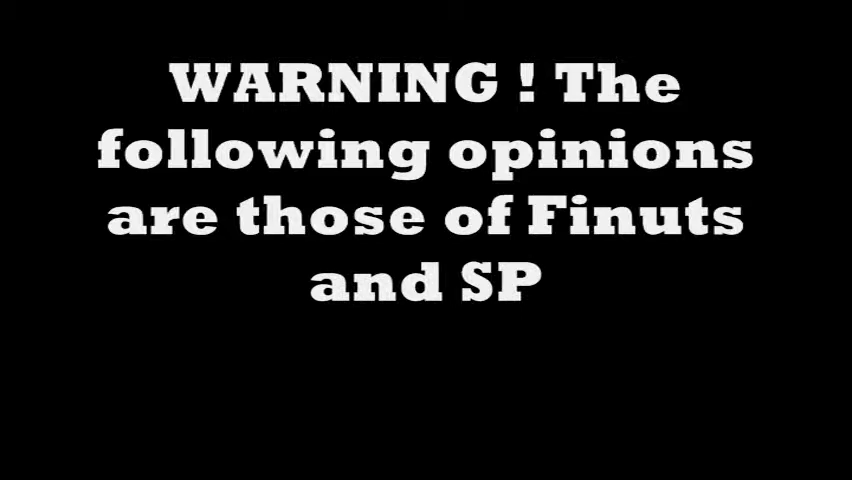 WARNING ! The
following opinions
are those of Finuts
and SP